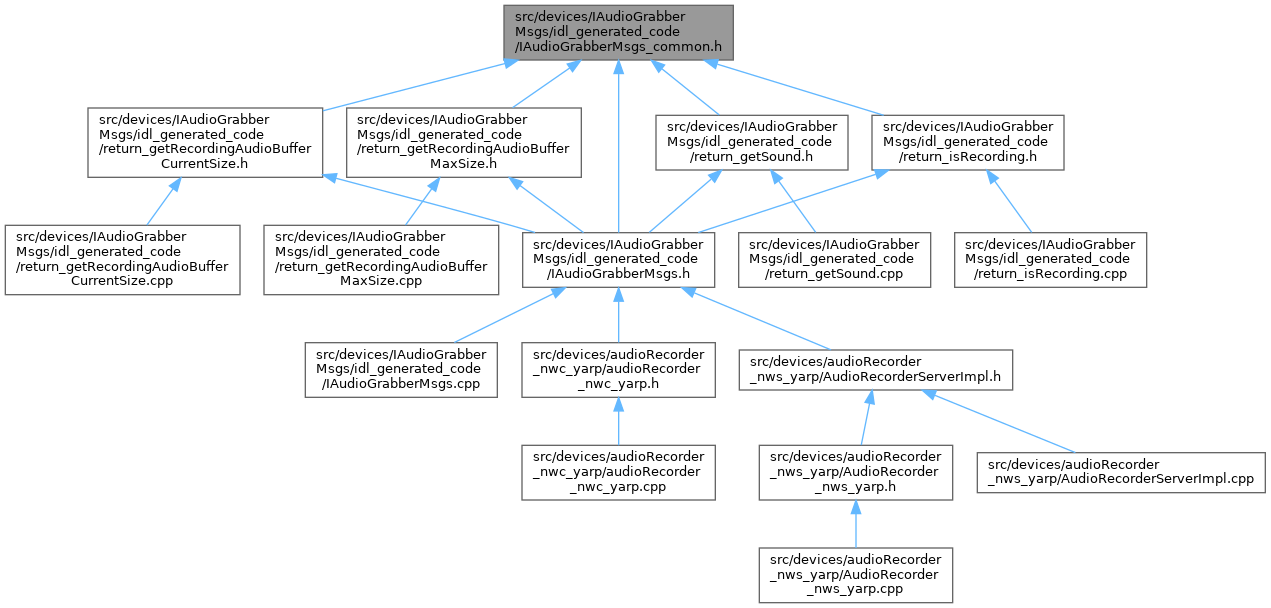 src/devices/IAudioGrabber
Msgs/idl_generated_code
/IAudioGrabberMsgs_common.h
src/devices/IAudioGrabber
Msgs/idl_generated_code
/return_getRecordingAudioBuffer
CurrentSize.h
src/devices/IAudioGrabber
Msgs/idl_generated_code
/return_getRecordingAudioBuffer
MaxSize.h
src/devices/IAudioGrabber
Msgs/idl_generated_code
/return_getSound.h
src/devices/IAudioGrabber
Msgs/idl_generated_code
/return_isRecording.h
src/devices/IAudioGrabber
Msgs/idl_generated_code
/return_getRecordingAudioBuffer
CurrentSize.cpp
src/devices/IAudioGrabber
Msgs/idl_generated_code
/return_getRecordingAudioBuffer
MaxSize.cpp
src/devices/IAudioGrabber
Msgs/idl_generated_code
/IAudioGrabberMsgs.h
src/devices/IAudioGrabber
Msgs/idl_generated_code
/return_getSound.cpp
src/devices/IAudioGrabber
Msgs/idl_generated_code
/return_isRecording.cpp
src/devices/IAudioGrabber
Msgs/idl_generated_code
/IAudioGrabberMsgs.cpp
src/devices/audioRecorder
_nwc_yarp/audioRecorder
_nwc_yarp.h
src/devices/audioRecorder
_nws_yarp/AudioRecorderServerImpl.h
src/devices/audioRecorder
_nwc_yarp/audioRecorder
_nwc_yarp.cpp
src/devices/audioRecorder
_nws_yarp/AudioRecorder
_nws_yarp.h
src/devices/audioRecorder
_nws_yarp/AudioRecorderServerImpl.cpp
src/devices/audioRecorder
_nws_yarp/AudioRecorder
_nws_yarp.cpp